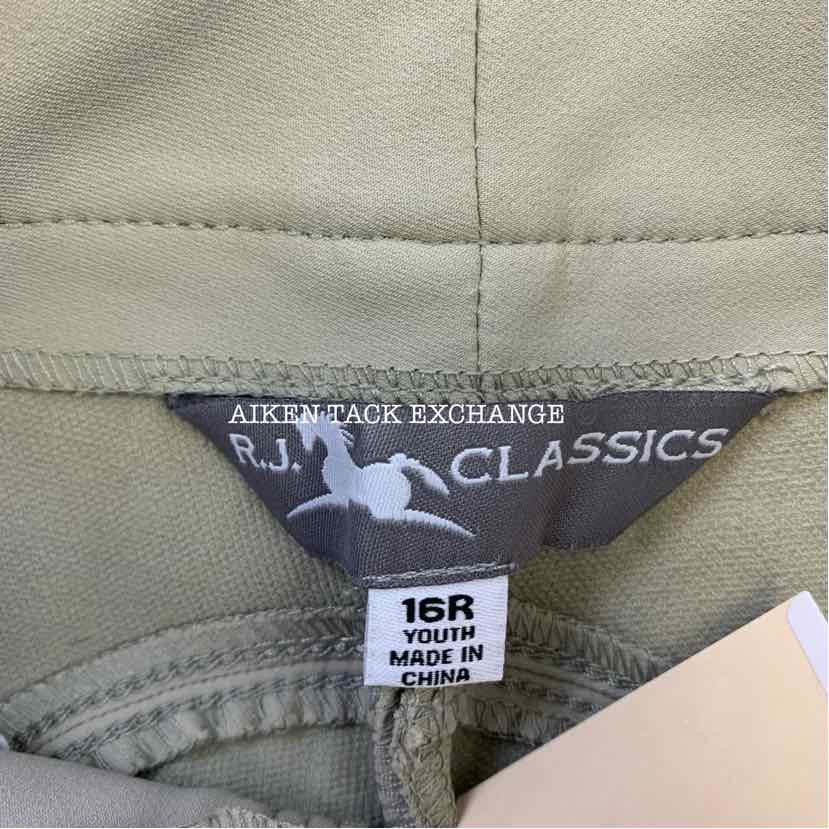 AIKEN TACK EXCHANGE
R.J. CLASSICS
16R
YOUTH
MADE IN
CHINA